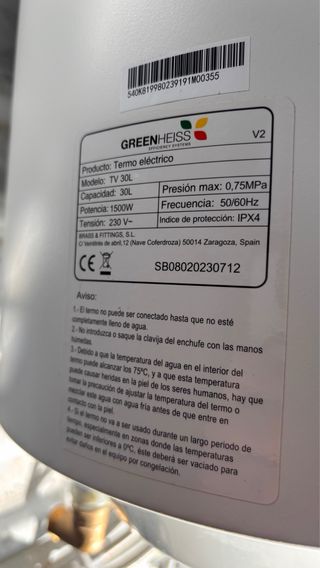 540K819980239191M00355
GREENHEISS
EFFICIENCY SYSTEMS
V2
Producto: Termo eléctrico
Modelo: TV 30L
Capacidad: 30L
Presión max: 0,75MPa
Potencia: 1500W
Frecuencia: 50/60Hz
Tensión: 230 V~
Indice de protección: IPX4
BRASS & FITTINGS, S.L.
C/ Veintitrés de abril,12 (Nave Coferdroza) 50014 Zaragoza, Spain
CE
SB08020230712
Aviso:
1.- El termo no puede ser conectado hasta que no esté
completamente lleno de agua.
2.- No introduzca o saque la clavija del enchufe con las manos
húmedas.
3.- Debido a que la temperatura del agua en el interior del
termo puede alcanzar los 75ºC, y a que esta temperatura
puede causar heridas en la piel de los seres humanos, hay que
tomar la precaución de ajustar la temperatura del termo o
mezclar este agua con agua fría antes de que entre en
contacto con la piel.
4.- Si el termo no va a ser usado durante un largo periodo de
tiempo, especialmente en zonas donde las temperaturas
puedan ser inferiores a 0ºC, éste deberá ser vaciado para
evitar daños en el equipo por congelación.